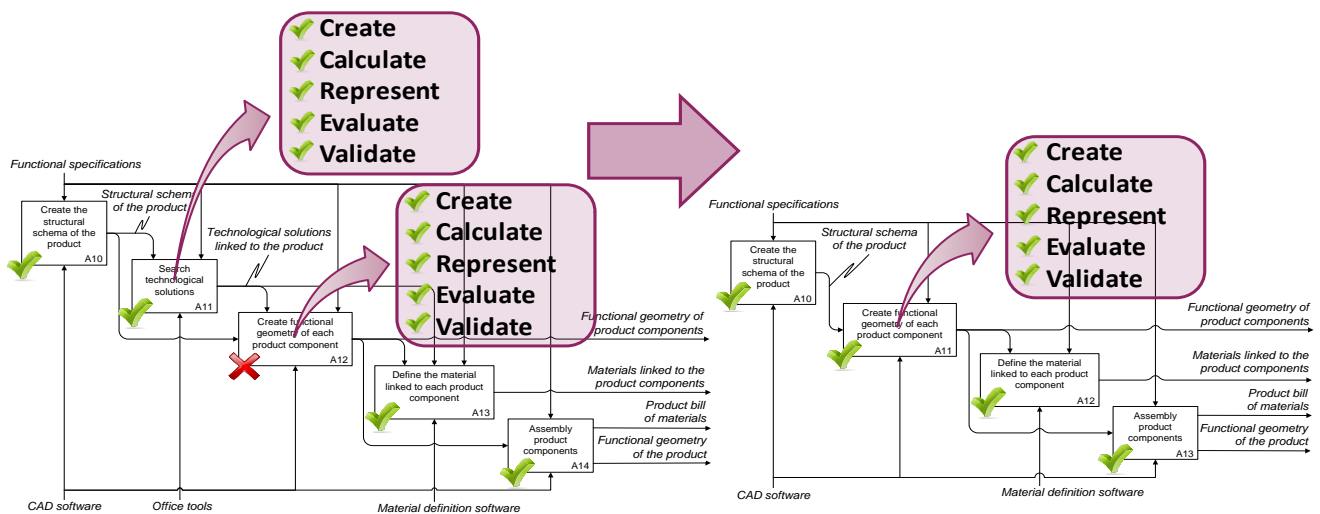 Create
Calculate
Represent
Evaluate
Validate
Functional specifications
Structural schema
of the product
Create the
structural
schema of the
product
A10
Technological solutions
linked to the product
Search
technological
solutions
A11
Create
Calculate
Represent
Evaluate
Validate
Create functional
geometry of each
product component
A12
Functional geometry of
product components
Define the material
linked to each product
component
A13
Materials linked to the
product components
Product bill
of materials
Assembly
product
components
A14
Functional geometry
of the product
CAD software
Office tools
Material definition software
Create
Calculate
Represent
Evaluate
Validate
Functional specifications
Structural schema
of the product
Create the
structural
schema of the
product
A10
Create functional
geometry of each
product component
A11
Functional geometry of
product components
Define the material
linked to each product
component
A12
Materials linked to the
product components
Product bill
of materials
Assembly
product
components
A13
Functional geometry
of the product
CAD software
Material definition software